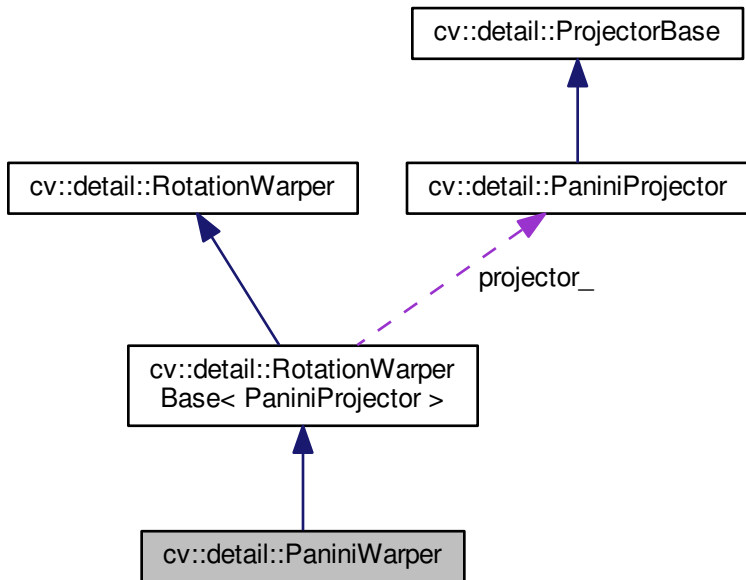 cv::detail::ProjectorBase
cv::detail::RotationWarper
cv::detail::PaniniProjector
projector_
cv::detail::RotationWarper
Base< PaniniProjector >
cv::detail::PaniniWarper